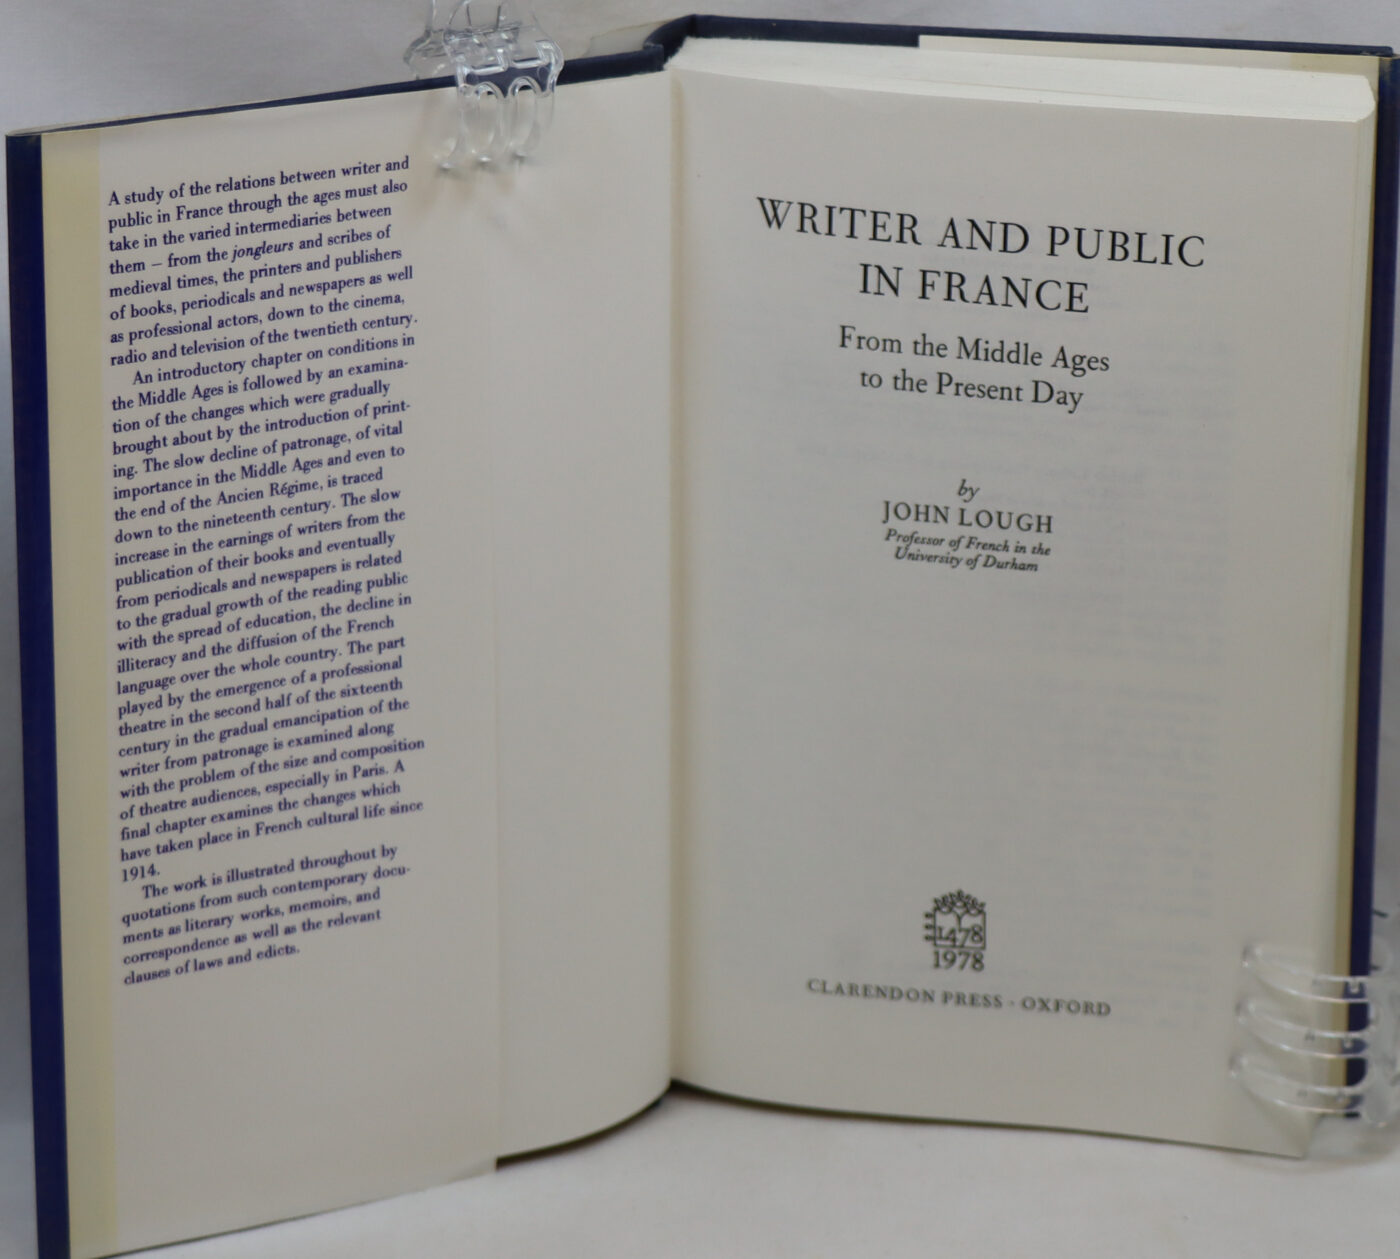 A study of the relations between writer and
public in France through the ages must also
take in the varied intermediaries between
them – from the jongleurs and scribes of
medieval times, the printers and publishers
of books, periodicals and newspapers as well
as professional actors, down to the cinema,
radio and television of the twentieth century.
An introductory chapter on conditions in
the Middle Ages is followed by an examina-
tion of the changes which were gradually
brought about by the introduction of print-
ing. The slow decline of patronage, of vital
importance in the Middle Ages and even to
the end of the Ancien Régime, is traced
down to the nineteenth century. The slow
increase in the earnings of writers from the
publication of their books and eventually
from periodicals and newspapers is related
to the gradual growth of the reading public
with the spread of education, the decline in
illiteracy and the diffusion of the French
language over the whole country. The part
played by the emergence of a professional
theatre in the second half of the sixteenth
century in the gradual emancipation of the
writer from patronage is examined along
with the problem of the size and composition
of theatre audiences, especially in Paris. A
final chapter examines the changes which
have taken place in French cultural life since
1914.
The work is illustrated throughout by
quotations from such contemporary docu-
ments as literary works, memoirs, and
correspondence as well as the relevant
clauses of laws and edicts.
WRITER AND PUBLIC
IN FRANCE
From the Middle Ages
to the Present Day
by
JOHN LOUGH
Professor of French in the
University of Durham
1478
1978
CLARENDON PRESS · OXFORD